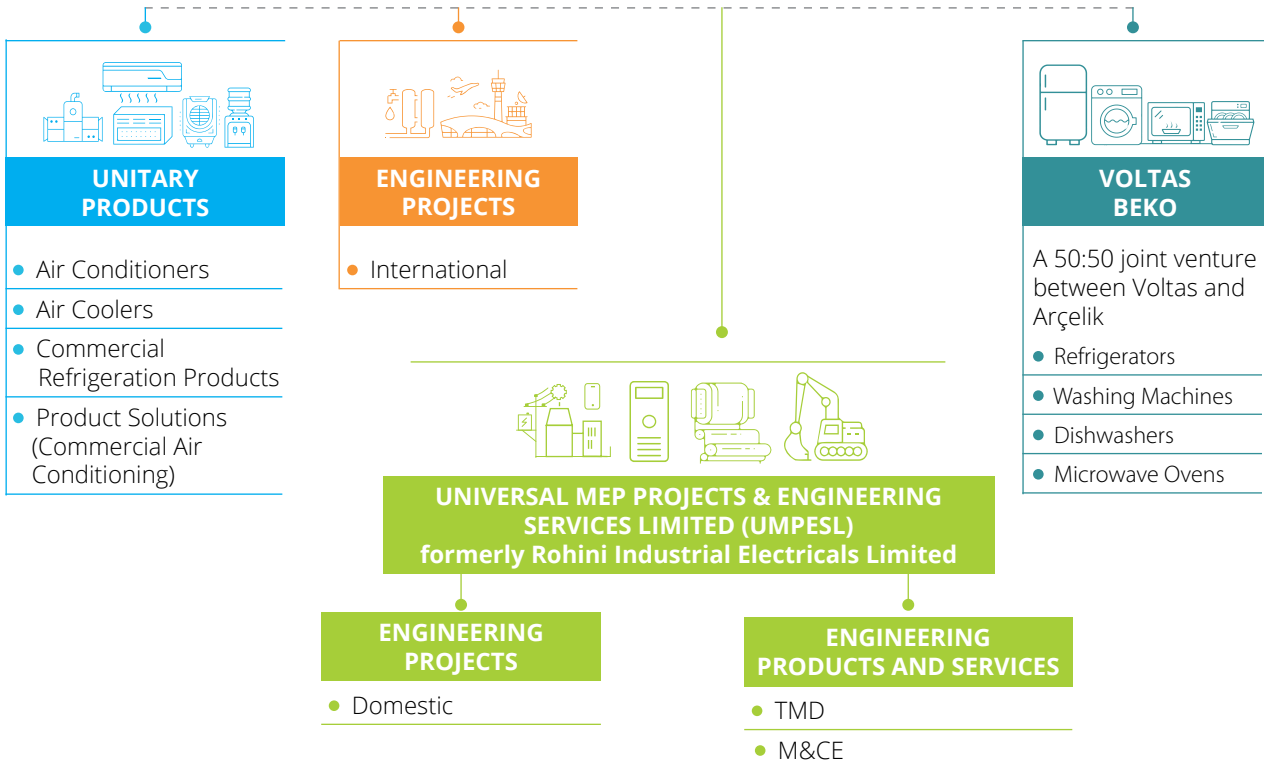 UNITARY
PRODUCTS
Air Conditioners
Air Coolers
Commercial
Refrigeration Products
Product Solutions
(Commercial Air
Conditioning)
ENGINEERING
PROJECTS
International
VOLTAS
BEKO
A 50:50 joint venture
between Voltas and
Arçelik
Refrigerators
Washing Machines
Dishwashers
Microwave Ovens
UNIVERSAL MEP PROJECTS & ENGINEERING
SERVICES LIMITED (UMPESL)
formerly Rohini Industrial Electricals Limited
ENGINEERING
PROJECTS
Domestic
ENGINEERING
PRODUCTS AND SERVICES
TMD
M&CE